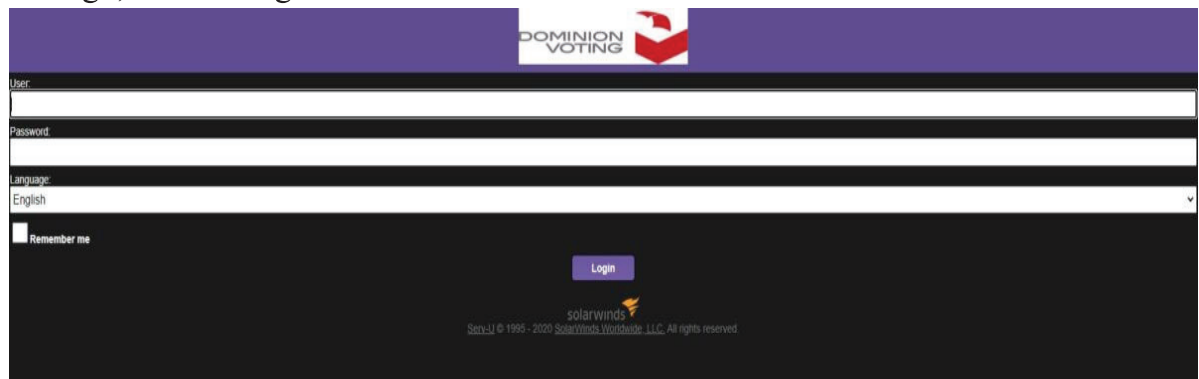 DOMINION
VOTING
User:
Password:
Language:
English
Remember me
Login
solarwinds
Serv-U © 1995 - 2020 SolarWinds Worldwide, LLC. All rights reserved.